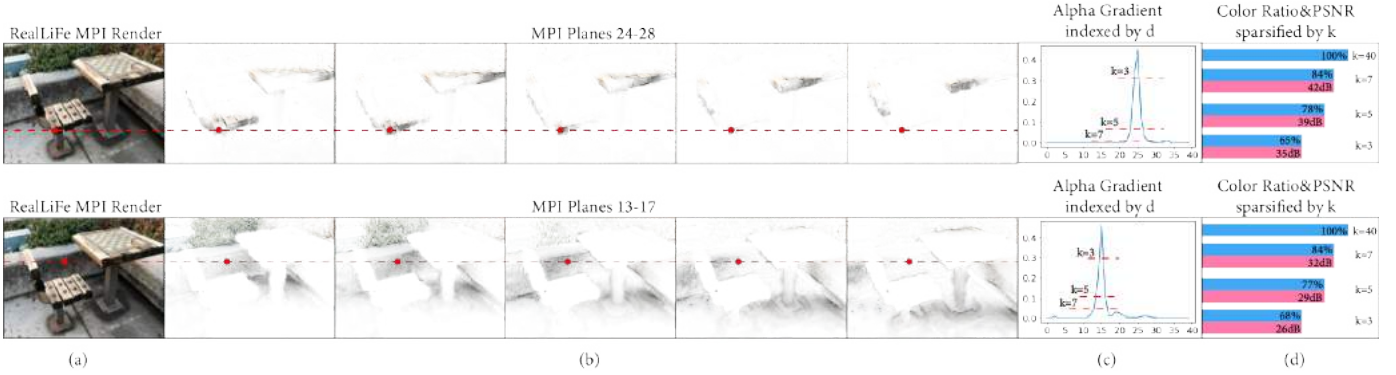 RealLiFe MPI Render
MPI Planes 24-28
Alpha Gradient
indexed by d
Color Ratio&PSNR
sparsified by k
0.4
0.3
0.2
0.1
0.0
k=3
k=5
k=7
0 5 10 15 20 25 30 35 40
100% k=40
84% k=7
42dB
78% k=5
39dB
65% k=3
35dB
RealLiFe MPI Render
MPI Planes 13-17
Alpha Gradient
indexed by d
Color Ratio&PSNR
sparsified by k
0.4
0.3
0.2
0.1
0.0
k=3
k=5
k=7
0 5 10 15 20 25 30 35 40
100% k=40
84% k=7
32dB
77% k=5
29dB
68% k=3
26dB
(a) (b) (c) (d)